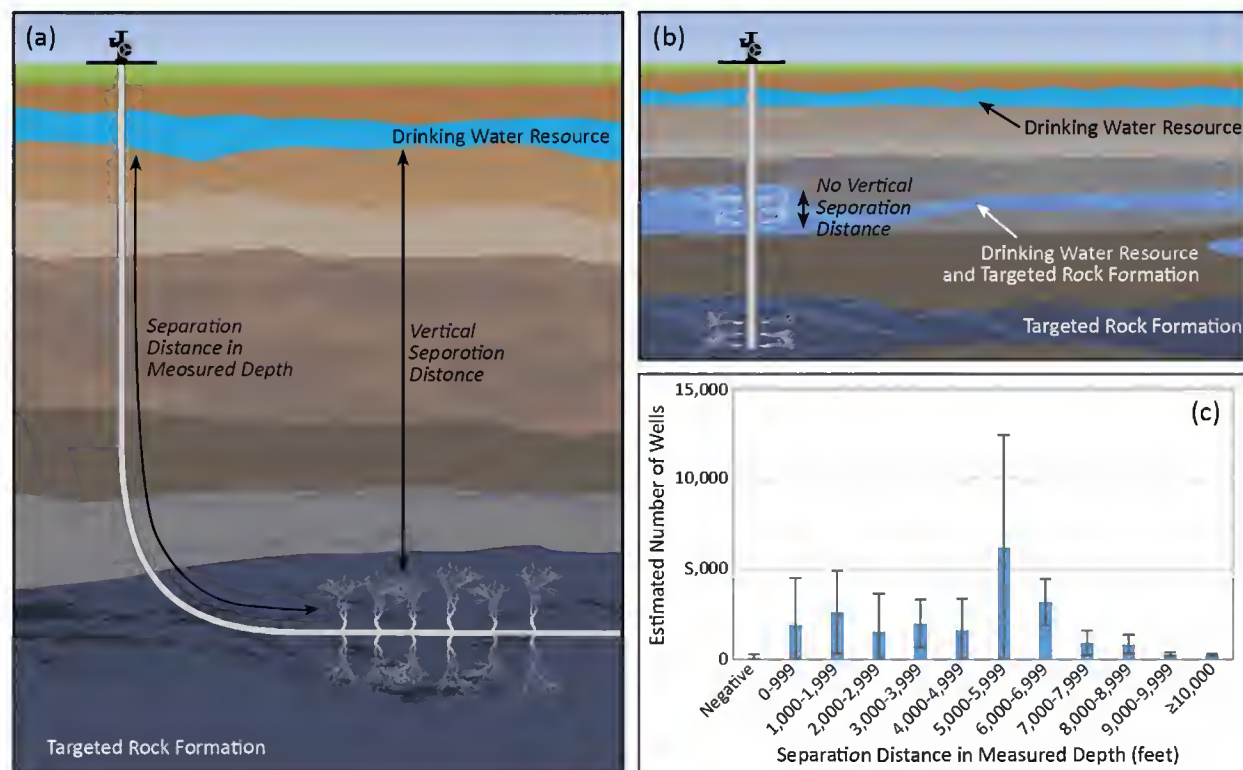 (a)
Drinking Water Resource
Separation
Distance in
Meosured Depth
Vertical
Seporotion
Distonce
Targeted Rock Formation
(b)
Drinking Water Resource
No Vertical
Seporation
Distance
Drinking Water Resource
and Targeted Rock Formation
Targeted Rock Formation
(c)
Estimated Number of Wells
15,000
10,000
S,000
0
Negative
0-999
1,000-1,999
2,000-2,999
3,000-3,999
4,000-4,999
5,000-5,999
6,000-6,999
7,000-7,999
8,000-8,999
9,000-9,999
≥10,000
Separation Distance in Measured Depth (feet)